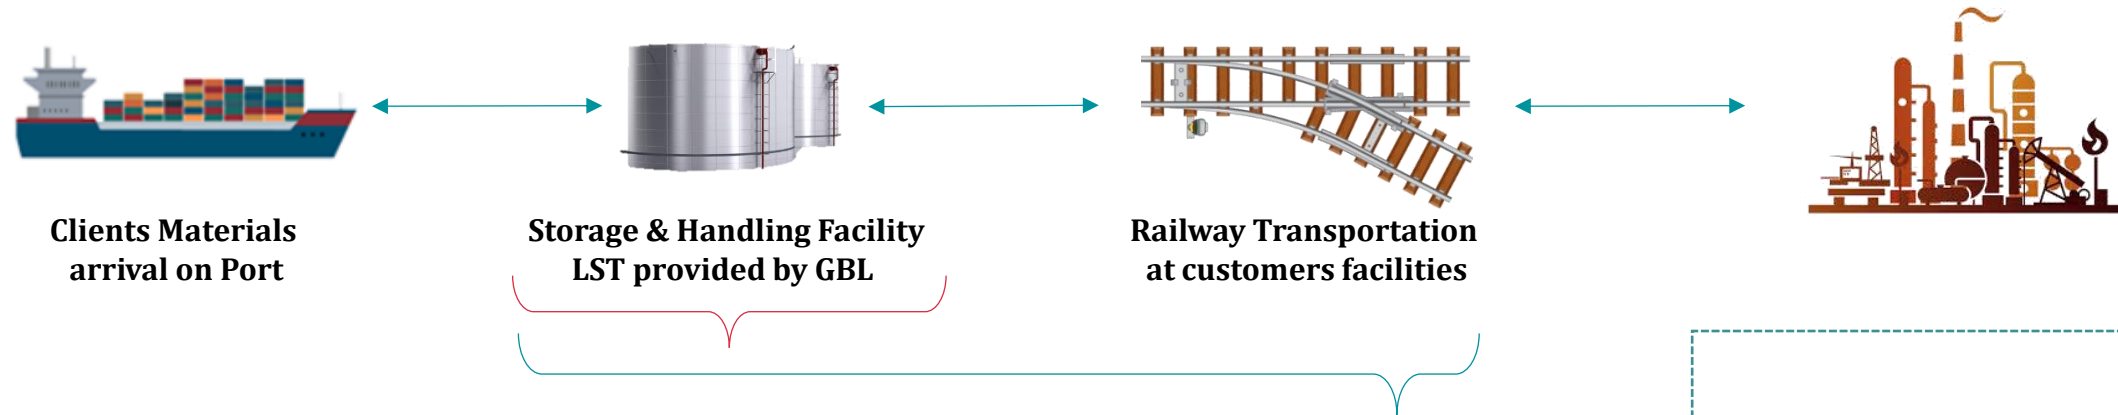 Clients Materials
arrival on Port
Storage & Handling Facility
LST provided by GBL
Railway Transportation
at customers facilities